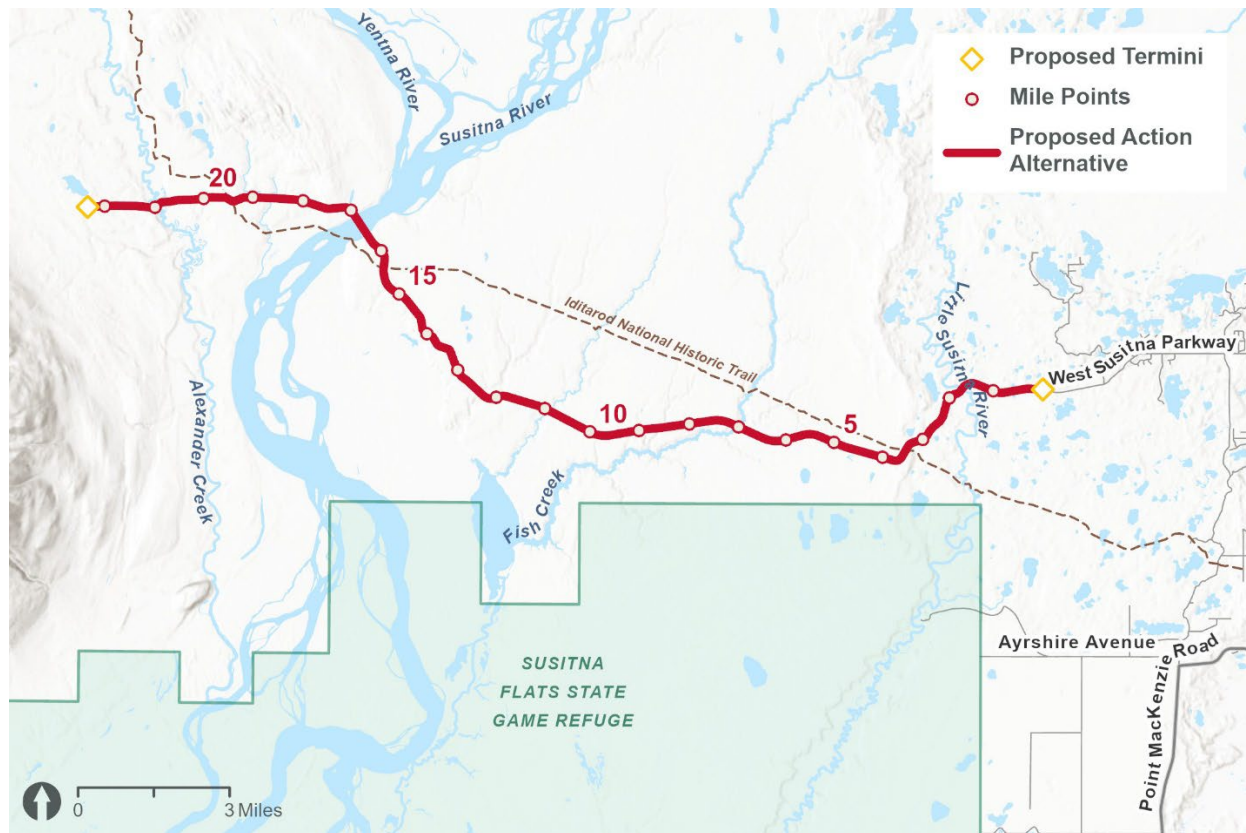 Yentna River
Susitna River
Proposed Termini
Mile Points
Proposed Action
Alternative
20
15
Iditarod National Historic Trail
Little Susitna River
West Susitna Parkway
10
5
Alexander Creek
Fish Creek
Ayrshire Avenue
Point MacKenzie Road
SUSITNA
FLATS STATE
GAME REFUGE
0
3 Miles